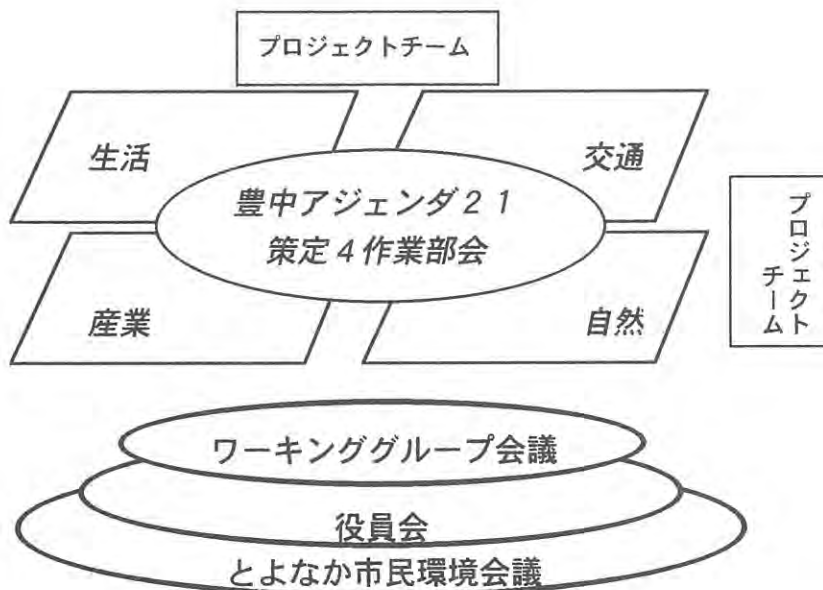 プロジェクトチーム
生活
交通
豊中アジェンダ２１
策定４作業部会
産業
自然
プロジェクト
チーム
ワーキンググループ会議
役員会
とよなか市民環境会議